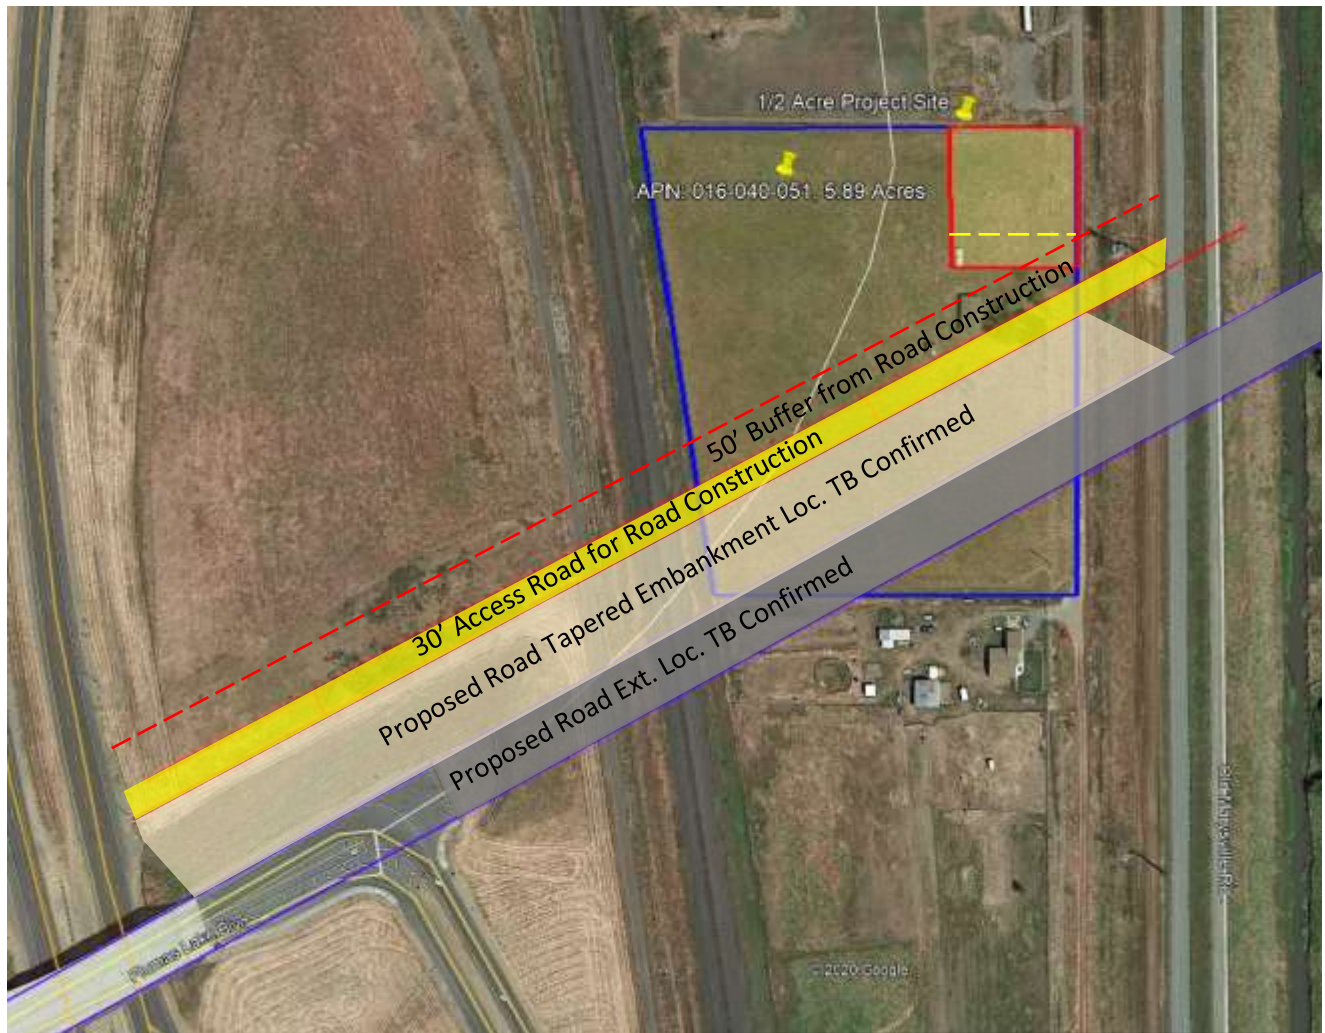 1/2 Acre Project Site
APN: 016-040-051. 5.89 Acres
50’ Buffer from Road Construction
30’ Access Road for Road Construction
Proposed Road Tapered Embankment Loc. TB Confirmed
Proposed Road Ext. Loc. TB Confirmed
Plumas Lake Blvd
©2020 Google